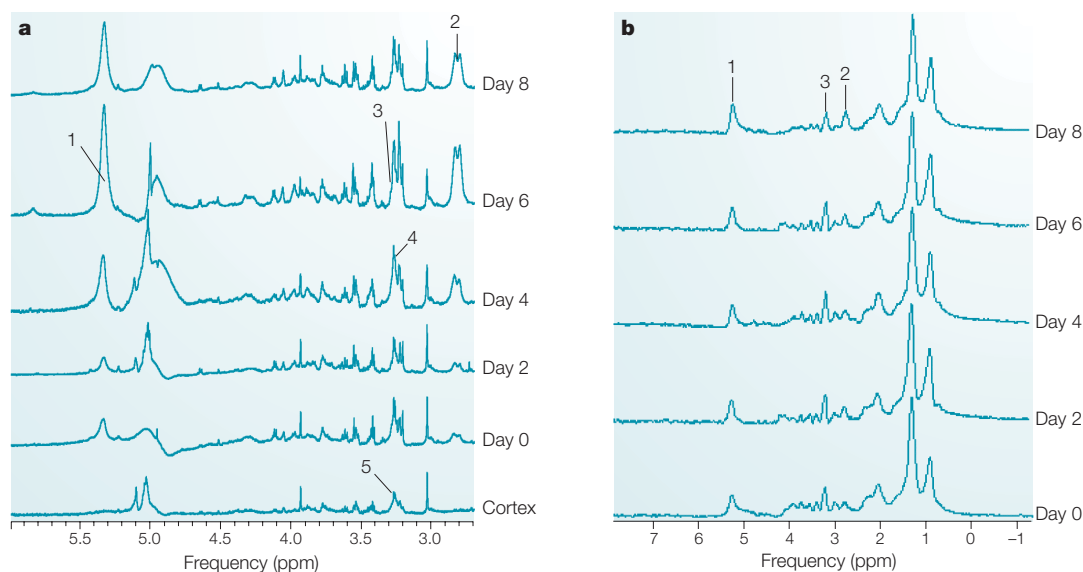 a
2
Day 8
1
3
Day 6
4
Day 4
Day 2
Day 0
5
Cortex
5.5 5.0 4.5 4.0 3.5 3.0
Frequency (ppm)
b
1
3
2
Day 8
Day 6
Day 4
Day 2
Day 0
7 6 5 4 3 2 1 0 –1
Frequency (ppm)